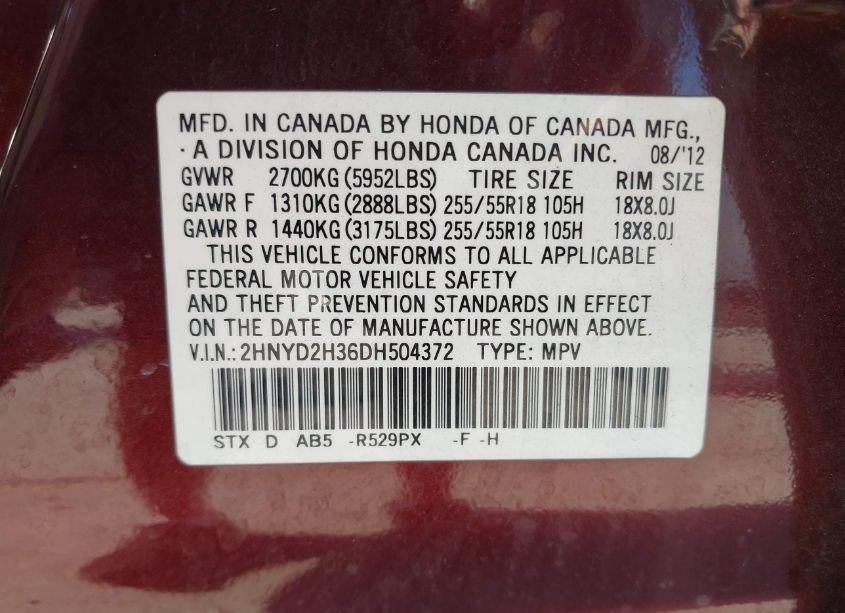 MFD. IN CANADA BY HONDA OF CANADA MFG.,
· A DIVISION OF HONDA CANADA INC. 08/'12
GVWR 2700KG (5952LBS) TIRE SIZE RIM SIZE
GAWR F 1310KG (2888LBS) 255/55R18 105H 18X8.0J
GAWR R 1440KG (3175LBS) 255/55R18 105H 18X8.0J
THIS VEHICLE CONFORMS TO ALL APPLICABLE
FEDERAL MOTOR VEHICLE SAFETY
AND THEFT PREVENTION STANDARDS IN EFFECT
ON THE DATE OF MANUFACTURE SHOWN ABOVE.
V.I.N.: 2HNYD2H36DH504372 TYPE: MPV
STX D AB5 -R529PX -F -H